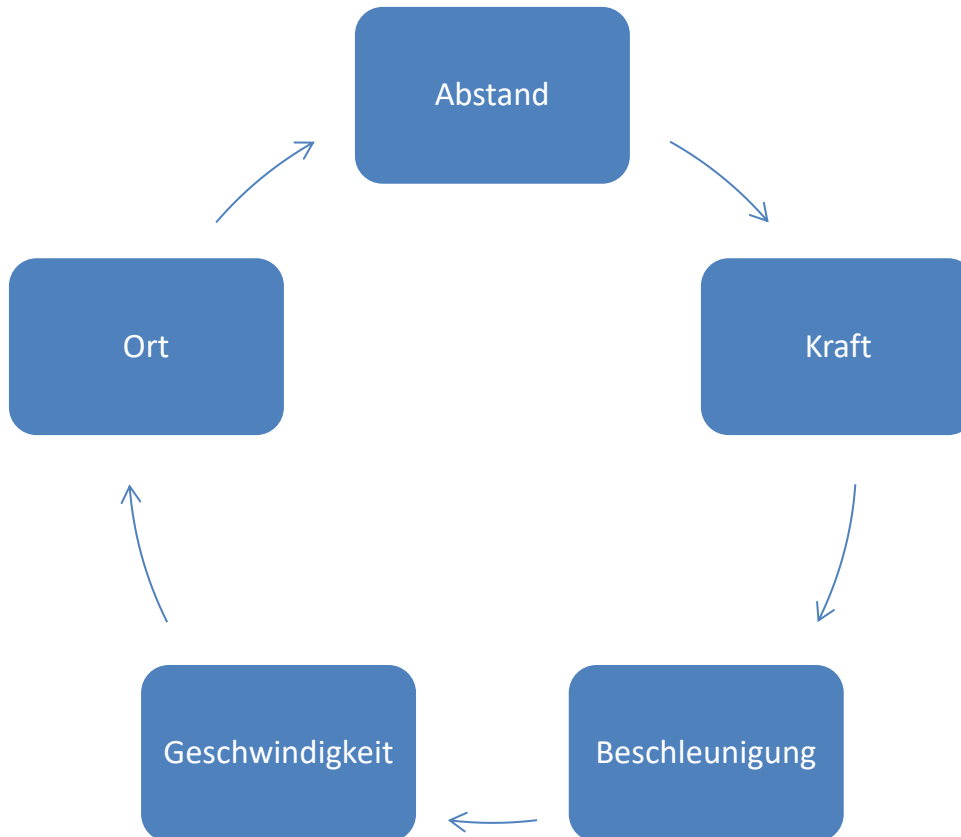 Abstand
Kraft
Beschleunigung
Geschwindigkeit
Ort